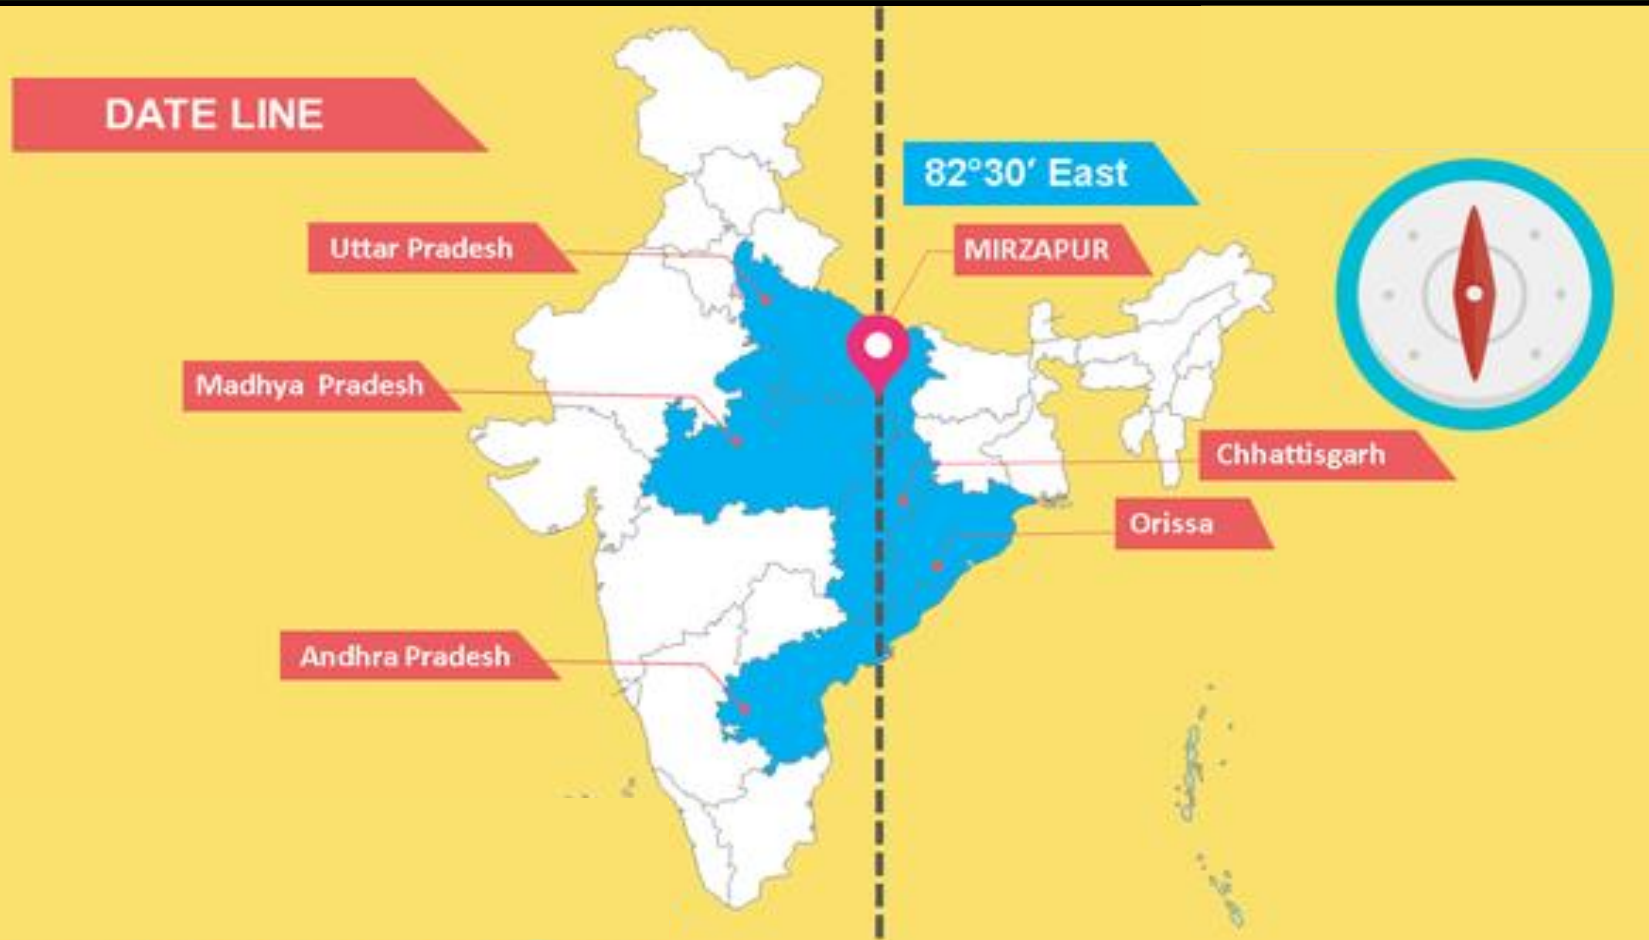 DATE LINE
82°30′ East
Uttar Pradesh
MIRZAPUR
Madhya Pradesh
Chhattisgarh
Orissa
Andhra Pradesh